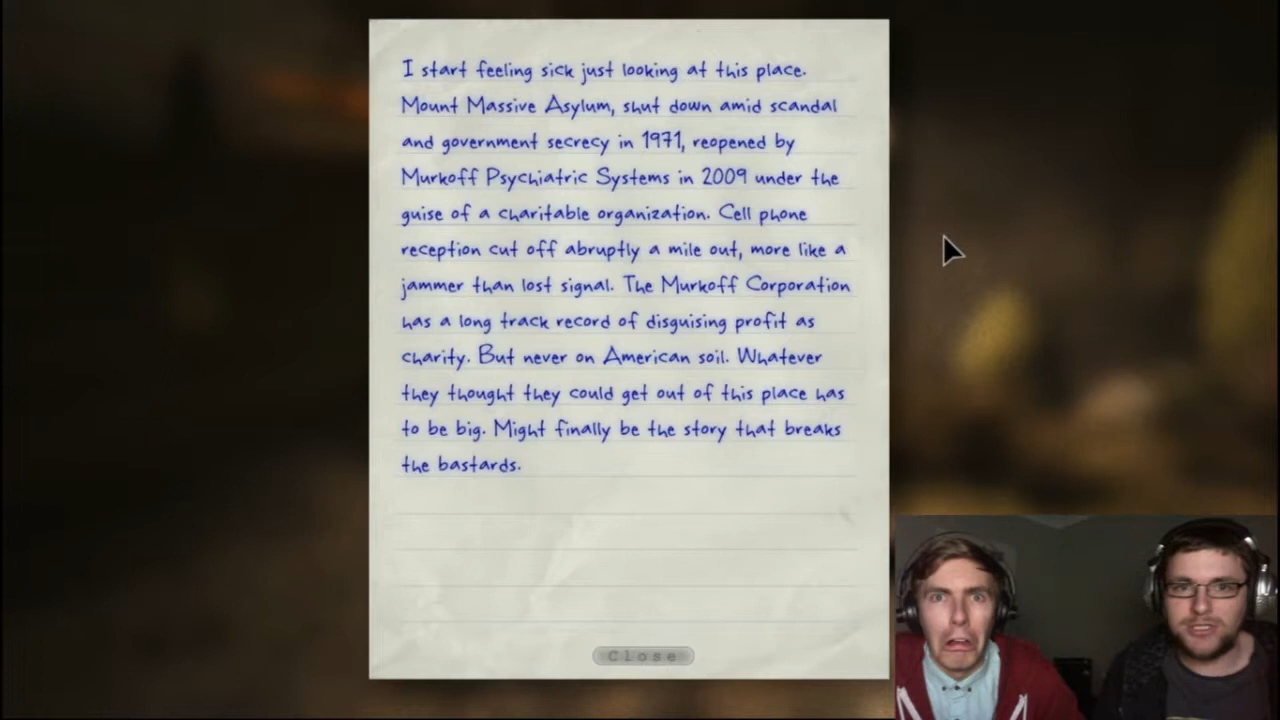 I start feeling sick just looking at this place.
Mount Massive Asylum, shut down amid scandal
and government secrecy in 1971, reopened by
Murkoff Psychiatric Systems in 2009 under the
guise of a charitable organization. Cell phone
reception cut off abruptly a mile out, more like a
jammer than lost signal. The Murkoff Corporation
has a long track record of disguising profit as
charity. But never on American soil. Whatever
they thought they could get out of this place has
to be big. Might finally be the story that breaks
the bastards.
Close